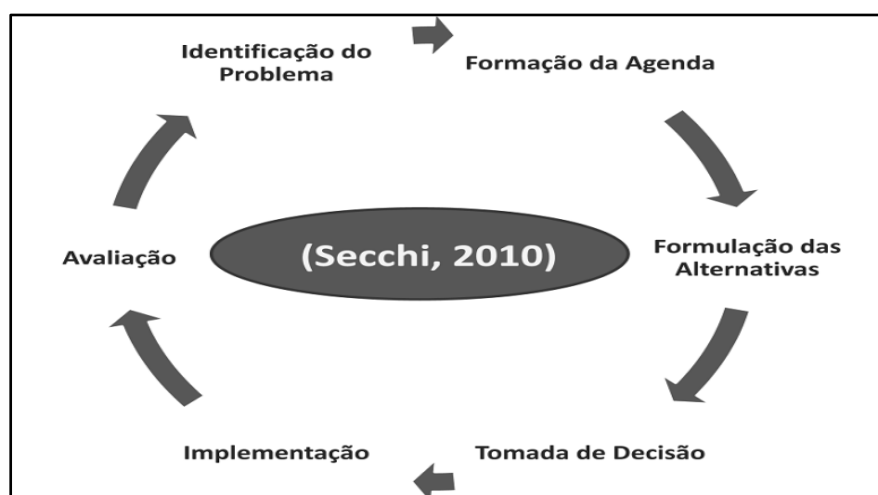 Identificação do
Problema
Formação da Agenda
Formulação das
Alternativas
Tomada de Decisão
Implementação
Avaliação
(Secchi, 2010)